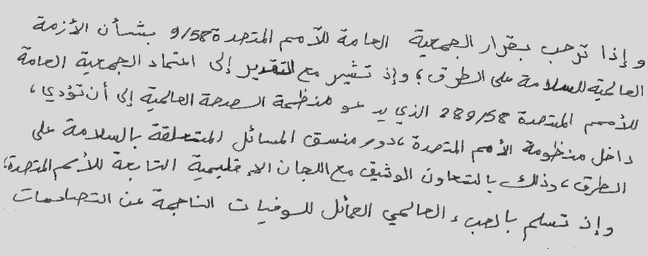 وإذا ترحب بقرار الجمعية العامة للأمم المتحدة 9/58 بشأن الأزمة
العالمية للسلامة على الطرق؛ وإذ تشير مع التقدير إلى اعتماد الجمعية العامة
للأمم المتحدة 289/58 الذي يدعو منظمة الصحة العالمية إلى أن تؤدي،
داخل منظومة الأمم المتحدة، دور منسق المسائل المتعلقة بالسلامة على
الطرق، وذلك بالتعاون الوثيق مع اللجان الإقليمية التابعة للأمم المتحدة؛
وإذ تسلم بالعبء العالمي الهائل للوفيات الناجمة عن التصادمات